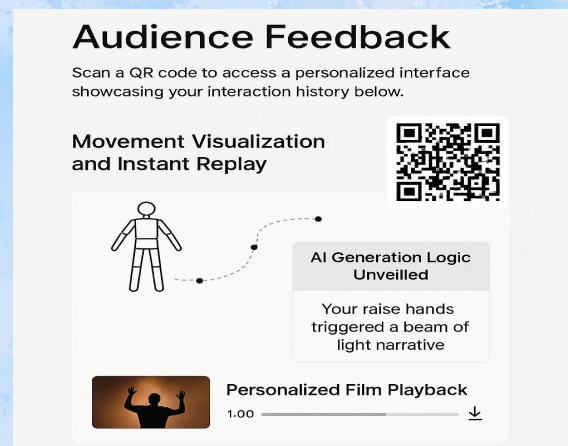 Audience Feedback
Scan a QR code to access a personalized interface
showcasing your interaction history below.
Movement Visualization
and Instant Replay
AI Generation Logic
Unveilled
Your raise hands
triggered a beam of
light narrative
Personalized Film Playback
1.00